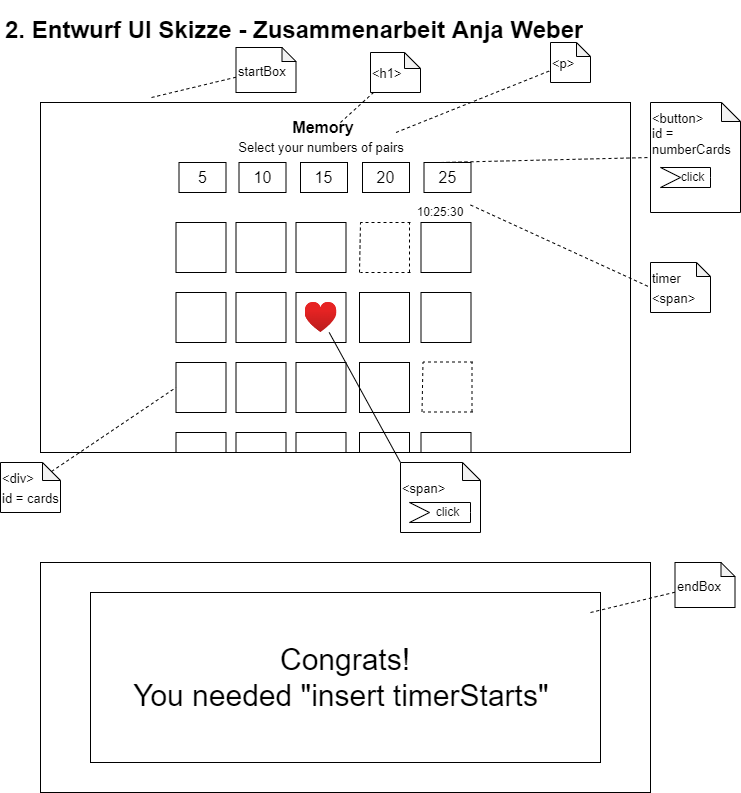 2. Entwurf UI Skizze - Zusammenarbeit Anja Weber
startBox
<h1>
<p>
Memory
Select your numbers of pairs
5 10 15 20 25
<button>
id =
numberCards
click
10:25:30
timer
<span>
<div>
id = cards
<span>
click
endBox
Congrats!
You needed "insert timerStarts"